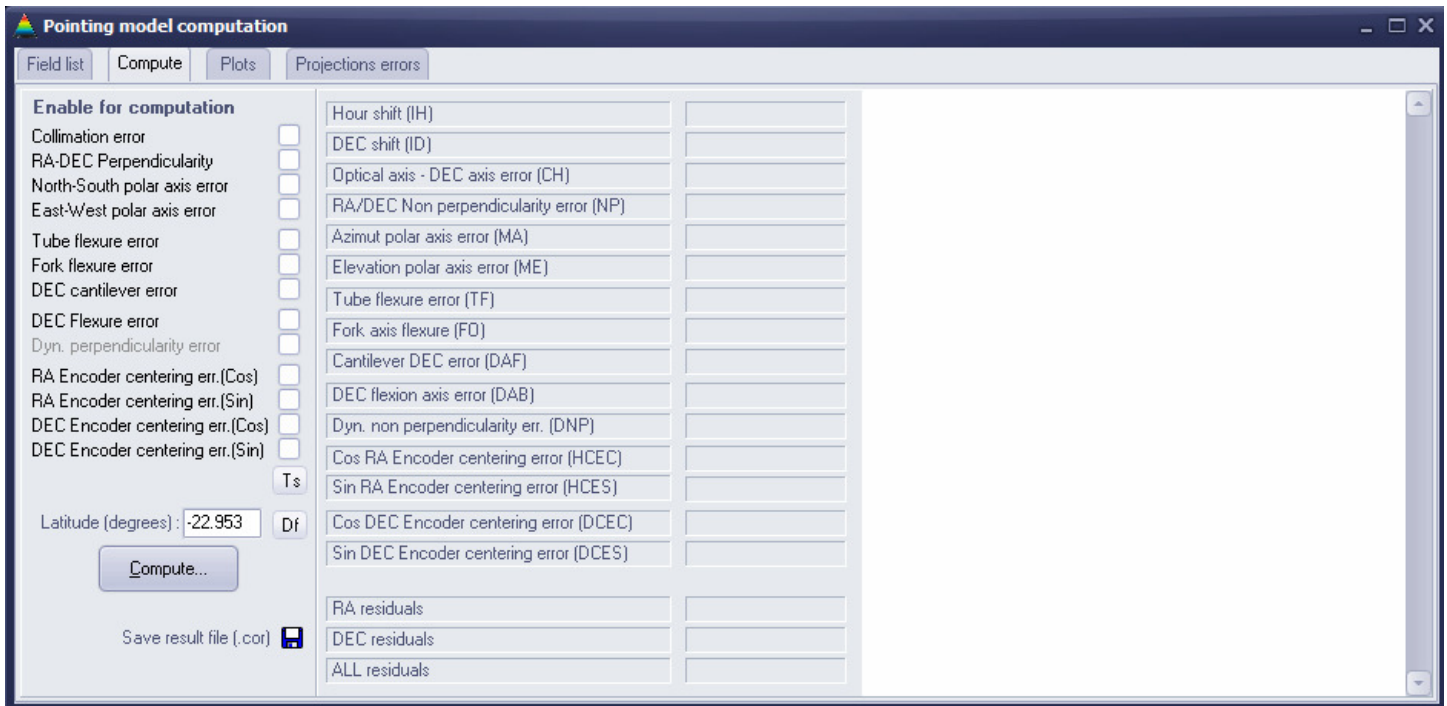 Pointing model computation
Field list Compute Plots Projections errors
Enable for computation
Collimation error
RA-DEC Perpendicularity
North-South polar axis error
East-West polar axis error
Tube flexure error
Fork flexure error
DEC cantilever error
DEC Flexure error
Dyn. perpendicularity error
RA Encoder centering err.(Cos)
RA Encoder centering err.(Sin)
DEC Encoder centering err.(Cos)
DEC Encoder centering err.(Sin)
Ts
Latitude (degrees) : -22.953 Df
Compute...
Save result file (.cor)
Hour shift (IH)
DEC shift (ID)
Optical axis - DEC axis error (CH)
RA/DEC Non perpendicularity error (NP)
Azimut polar axis error (MA)
Elevation polar axis error (ME)
Tube flexure error (TF)
Fork axis flexure (FO)
Cantilever DEC error (DAF)
DEC flexion axis error (DAB)
Dyn. non perpendicularity err. (DNP)
Cos RA Encoder centering error (HCEC)
Sin RA Encoder centering error (HCES)
Cos DEC Encoder centering error (DCEC)
Sin DEC Encoder centering error (DCES)
RA residuals
DEC residuals
ALL residuals